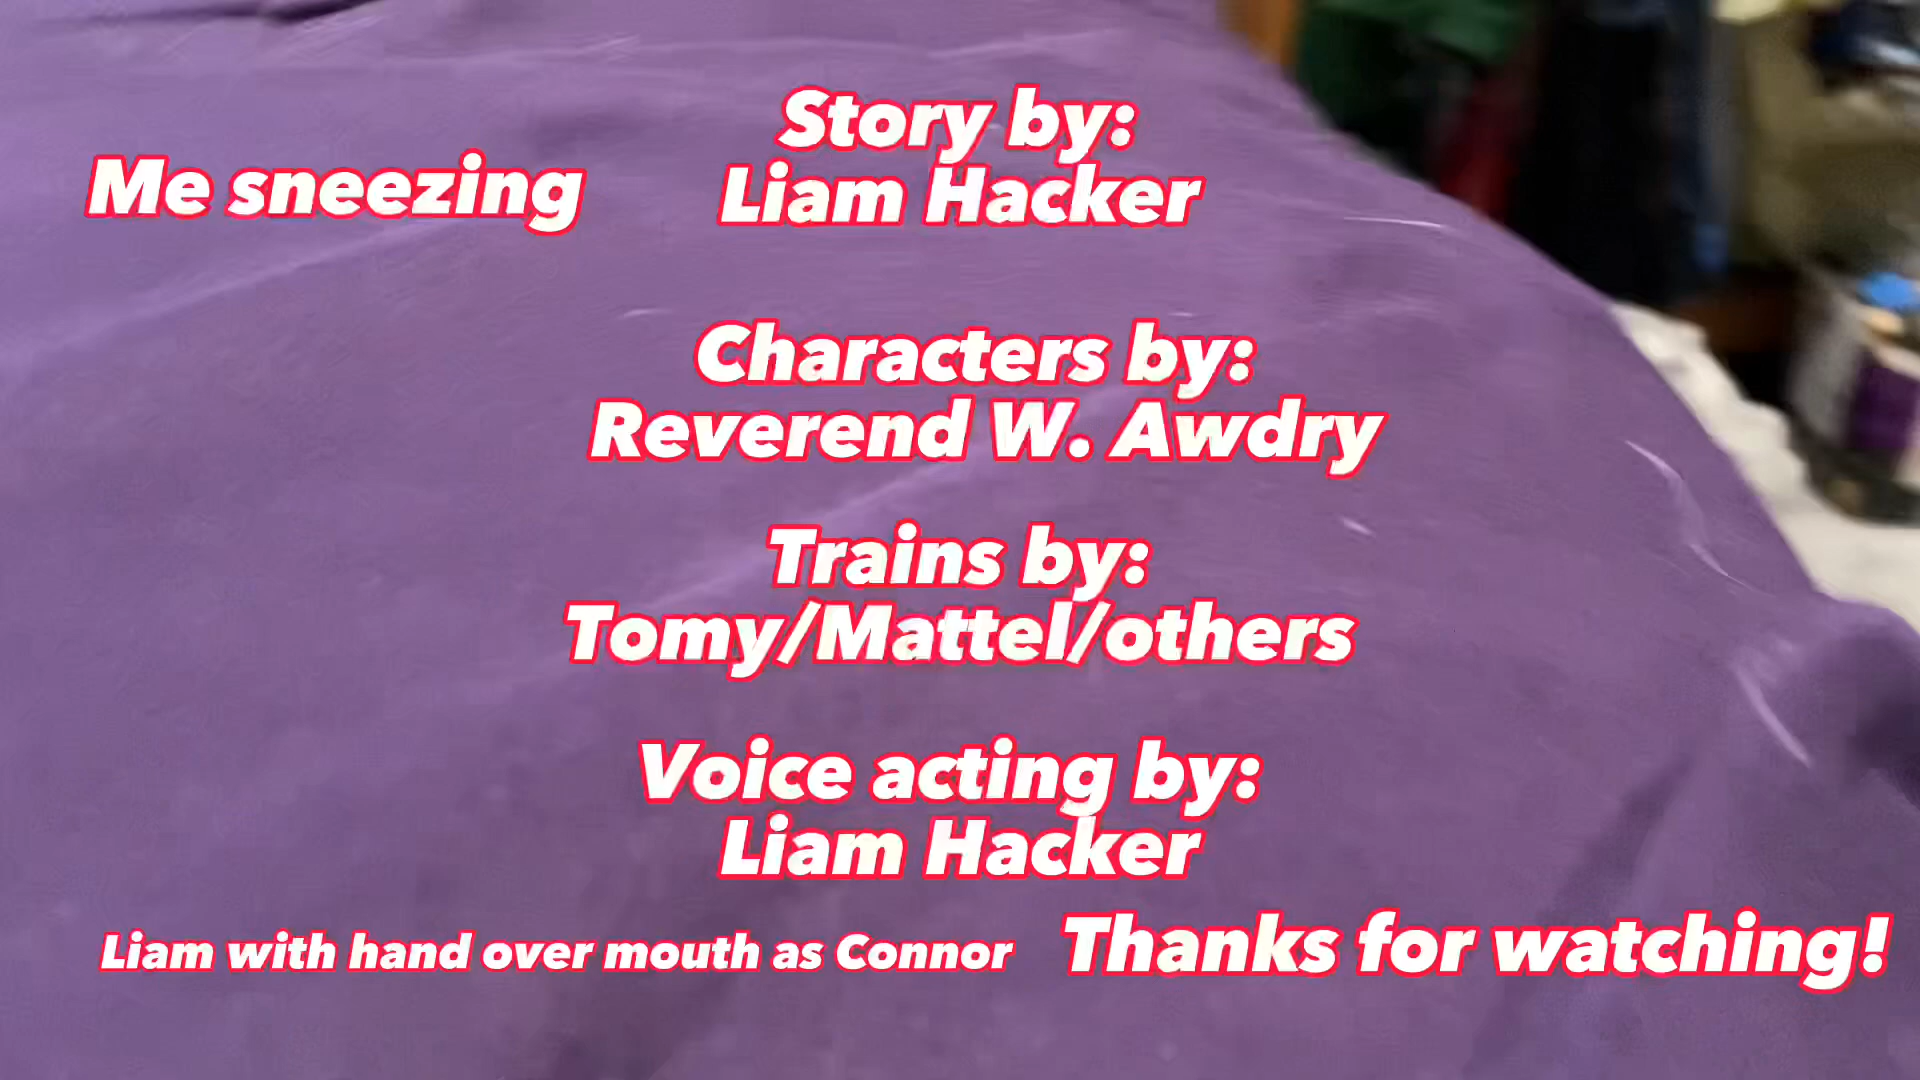 Me sneezing
Story by:
Liam Hacker
Characters by:
Reverend W. Awdry
Trains by:
Tomy/Mattel/others
Voice acting by:
Liam Hacker
Liam with hand over mouth as Connor
Thanks for watching!